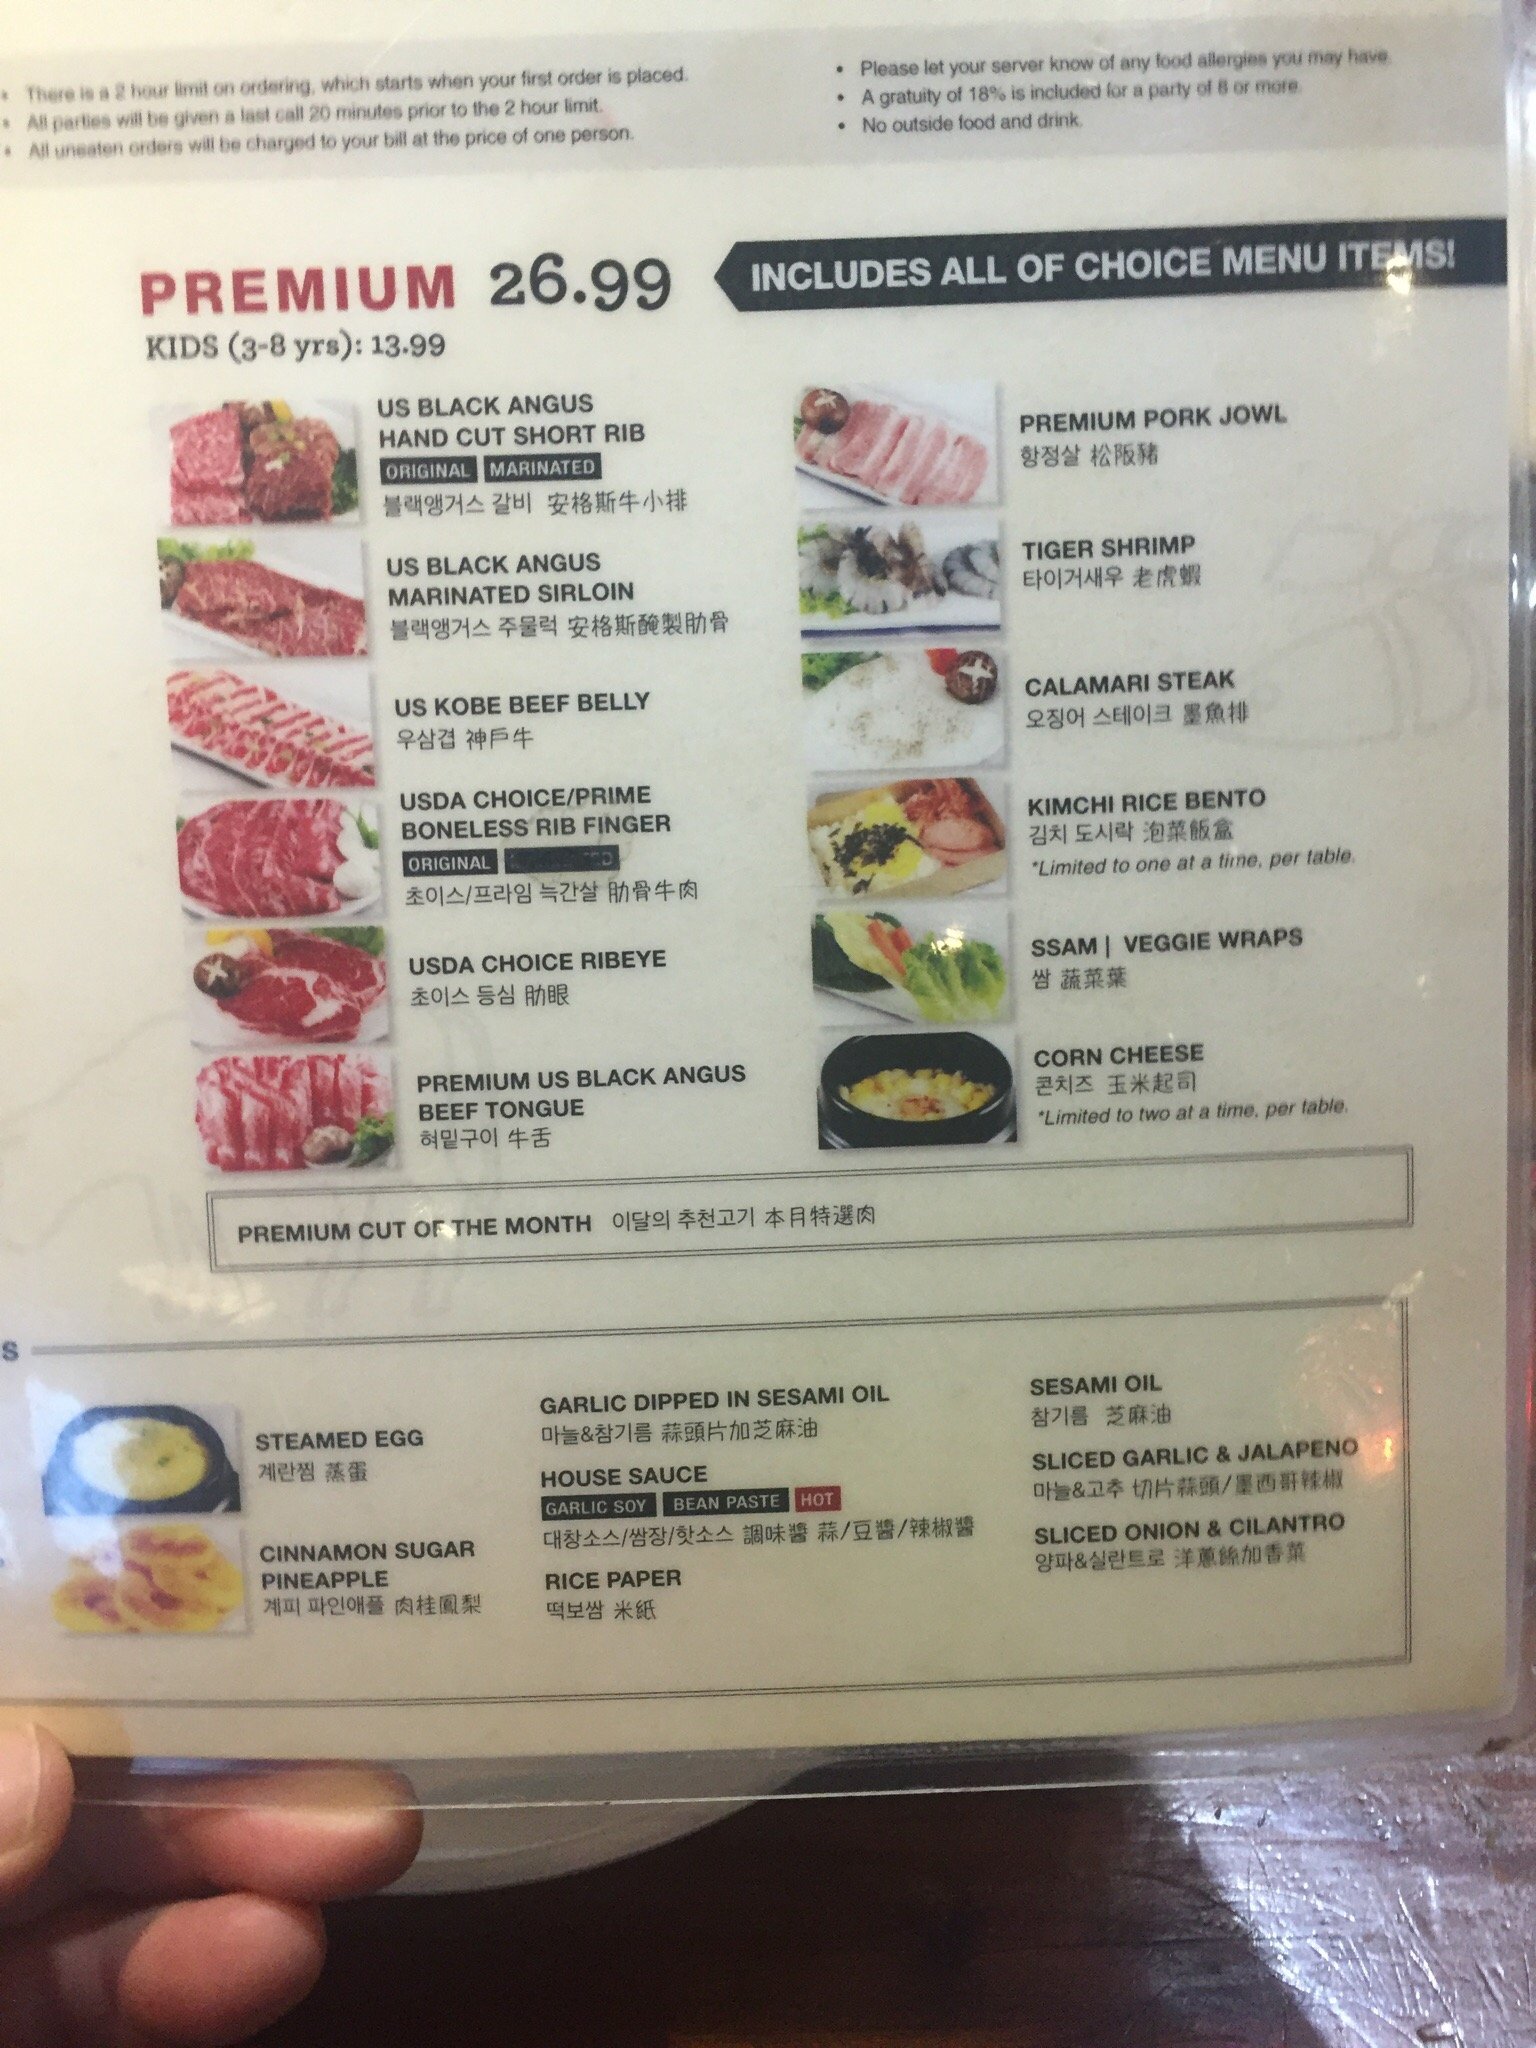 • There is a 2 hour limit on ordering, which starts when your first order is placed.
• All parties will be given a last call 20 minutes prior to the 2 hour limit.
• All uneaten orders will be charged to your bill at the price of one person.
• Please let your server know of any food allergies you may have.
• A gratuity of 18% is included for a party of 8 or more.
• No outside food and drink.
PREMIUM 26.99
KIDS (3-8 yrs): 13.99
INCLUDES ALL OF CHOICE MENU ITEMS!
US BLACK ANGUS
HAND CUT SHORT RIB
ORIGINAL MARINATED
블랙앵거스 갈비 安格斯牛小排
US BLACK ANGUS
MARINATED SIRLOIN
블랙앵거스 주물럭 安格斯醃製肋骨
US KOBE BEEF BELLY
우삼겹 神戶牛
USDA CHOICE/PRIME
BONELESS RIB FINGER
ORIGINAL
초이스/프라임 늑간살 肋骨牛肉
USDA CHOICE RIBEYE
초이스 등심 肋眼
PREMIUM US BLACK ANGUS
BEEF TONGUE
혀밑구이 牛舌
PREMIUM PORK JOWL
항정살 松阪豬
TIGER SHRIMP
타이거새우 老虎蝦
CALAMARI STEAK
오징어 스테이크 墨魚排
KIMCHI RICE BENTO
김치 도시락 泡菜飯盒
*Limited to one at a time, per table.
SSAM | VEGGIE WRAPS
쌈 蔬菜葉
CORN CHEESE
콘치즈 玉米起司
*Limited to two at a time, per table.
PREMIUM CUT OF THE MONTH 이달의 추천고기 本月特選肉
S
STEAMED EGG
계란찜 蒸蛋
CINNAMON SUGAR
PINEAPPLE
계피 파인애플 肉桂鳳梨
GARLIC DIPPED IN SESAMI OIL
마늘&참기름 蒜頭片加芝麻油
HOUSE SAUCE
GARLIC SOY BEAN PASTE HOT
대창소스/쌈장/핫소스 調味醬 蒜/豆醬/辣椒醬
RICE PAPER
떡보쌈 米紙
SESAMI OIL
참기름 芝麻油
SLICED GARLIC & JALAPENO
마늘&고추 切片蒜頭/墨西哥辣椒
SLICED ONION & CILANTRO
양파&실란트로 洋蔥絲加香菜